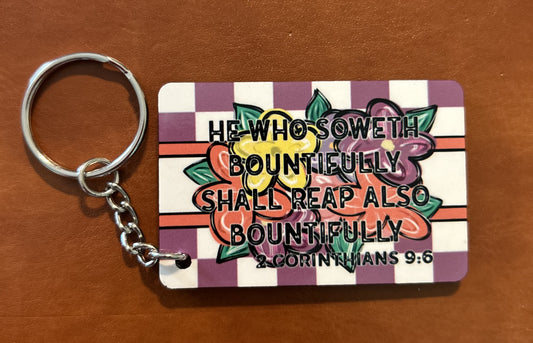 HE WHO SOWETH
BOUNTIFULLY
SHALL REAP ALSO
BOUNTIFULLY
2 CORINTHIANS 9:6